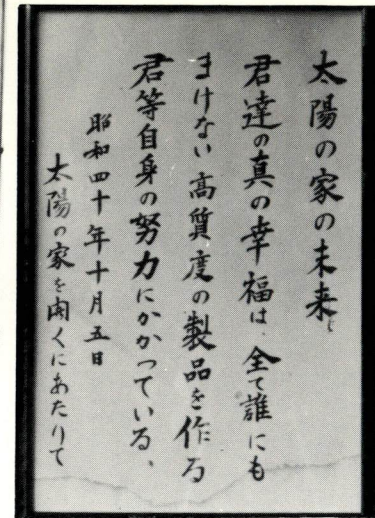 太陽の家の未来と
君達の真の幸福は、全て誰にも
まけない高質度の製品を作る
君等自身の努力にかかっている、
昭和四十年十月五日
太陽の家を開くにあたりて